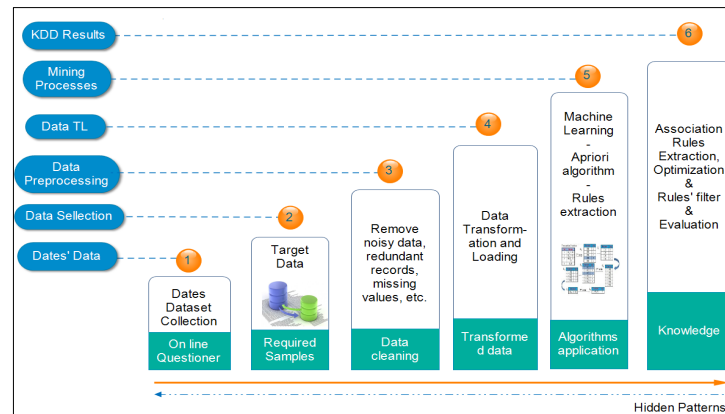 KDD Results
6
Mining
Processes
5
Data TL
4
Data
Preprocessing
3
Data Sellection
2
Dates' Data
1
Dates
Dataset
Collection
On line
Questioner
Target
Data
Required
Samples
Remove
noisy data,
redundant
records,
missing
values, etc.
Data
cleaning
Data
Transform-
ation and
Loading
Transforme
d data
Machine
Learning
-
Apriori
algorithm
-
Rules
extraction
Algorithms
application
Association
Rules
Extraction,
Optimization
&
Rules' filter
&
Evaluation
Knowledge
Hidden Patterns